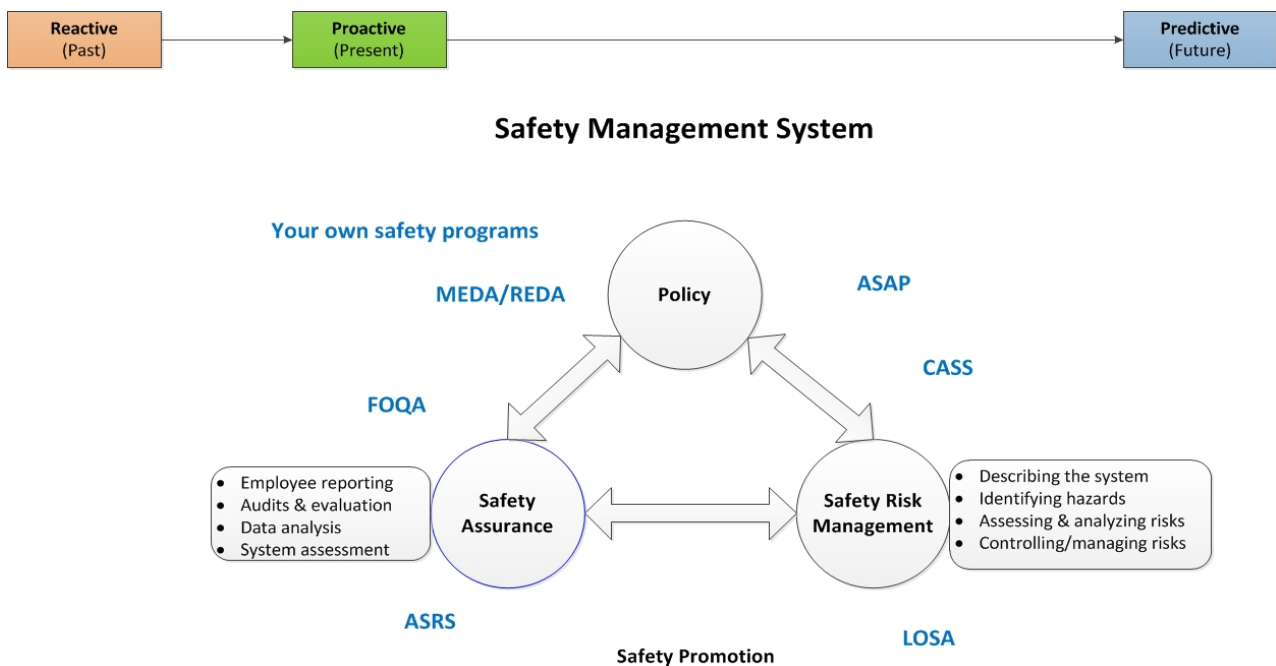 Reactive
(Past)
Proactive
(Present)
Predictive
(Future)
Safety Management System
Your own safety programs
MEDA/REDA
Policy
ASAP
CASS
FOQA
• Employee reporting
• Audits & evaluation
• Data analysis
• System assessment
Safety
Assurance
Safety Risk
Management
• Describing the system
• Identifying hazards
• Assessing & analyzing risks
• Controlling/managing risks
ASRS
LOSA
Safety Promotion